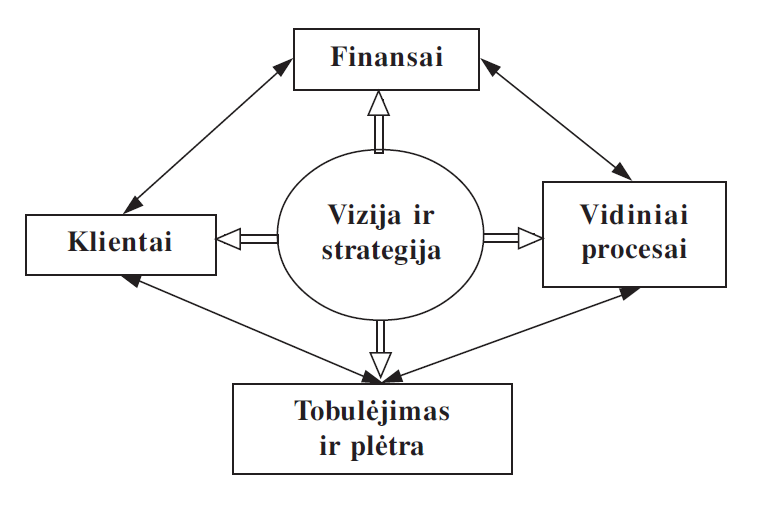 Finansai
Vizija ir
strategija
Klientai
Vidiniai
procesai
Tobulėjimas
ir plėtra